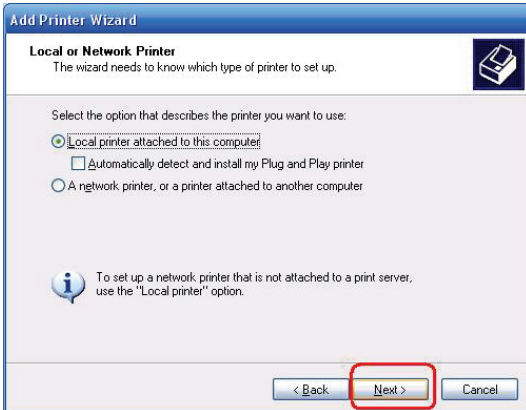 Add Printer Wizard
Local or Network Printer
The wizard needs to know which type of printer to set up.
Select the option that describes the printer you want to use:
Local printer attached to this computer
Automatically detect and install my Plug and Play printer
A network printer, or a printer attached to another computer
To set up a network printer that is not attached to a print server,
use the "Local printer" option.
< Back Next > Cancel